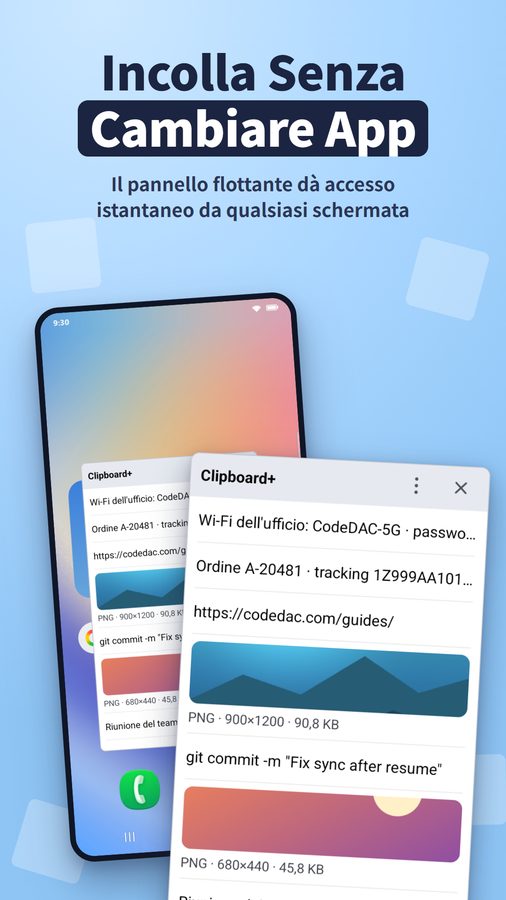 Incolla Senza
Cambiare App
Il pannello flottante dà accesso
istantaneo da qualsiasi schermata
9:30
Clipboard+
Wi-Fi dell'ufficio: CodeDA
Ordine A-20481 · trackin
https://codedac.com/g
PNG · 900×1200 · 90,8 K
git commit -m "Fix sy
PNG · 680×440 · 45,8
Riunione del team
Clipboard+
Wi-Fi dell'ufficio: CodeDAC-5G · passwo…
Ordine A-20481 · tracking 1Z999AA101…
https://codedac.com/guides/
PNG · 900×1200 · 90,8 KB
git commit -m "Fix sync after resume"
PNG · 680×440 · 45,8 KB